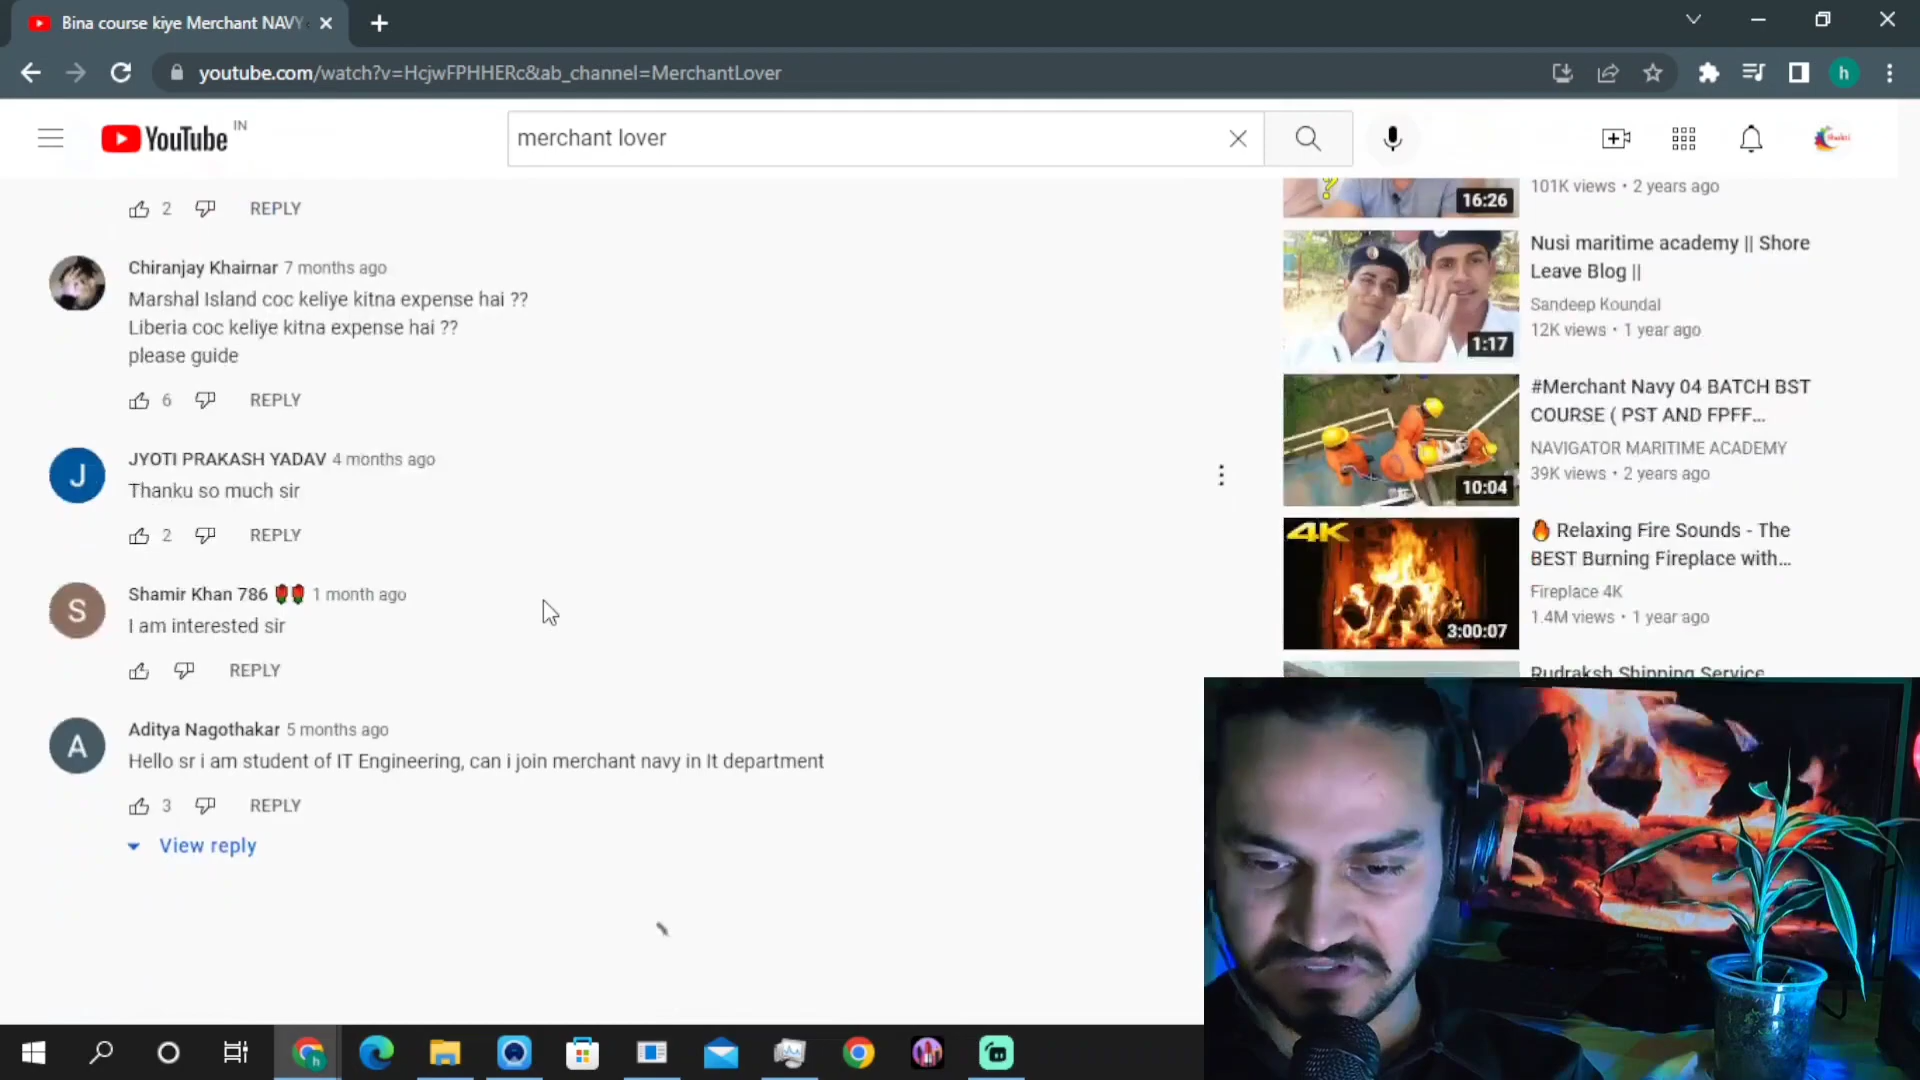 Bina course kiye Merchant NAVY
youtube.com/watch?v=HcjwFPHHERc&ab_channel=MerchantLover
h
YouTube IN
merchant lover
2 REPLY
Chiranjay Khairnar 7 months ago
Marshal Island coc keliye kitna expense hai ??
Liberia coc keliye kitna expense hai ??
please guide
6 REPLY
J
JYOTI PRAKASH YADAV 4 months ago
Thanku so much sir
2 REPLY
S
Shamir Khan 786 🌹🌹 1 month ago
I am interested sir
REPLY
A
Aditya Nagothakar 5 months ago
Hello sr i am student of IT Engineering, can i join merchant navy in It department
3 REPLY
View reply
16:26
101K views • 2 years ago
1:17
Nusi maritime academy || Shore
Leave Blog ||
Sandeep Koundal
12K views • 1 year ago
10:04
#Merchant Navy 04 BATCH BST
COURSE ( PST AND FPFF...
NAVIGATOR MARITIME ACADEMY
39K views • 2 years ago
4K
3:00:07
🔥 Relaxing Fire Sounds - The
BEST Burning Fireplace with...
Fireplace 4K
1.4M views • 1 year ago
Rudraksh Shipping Service